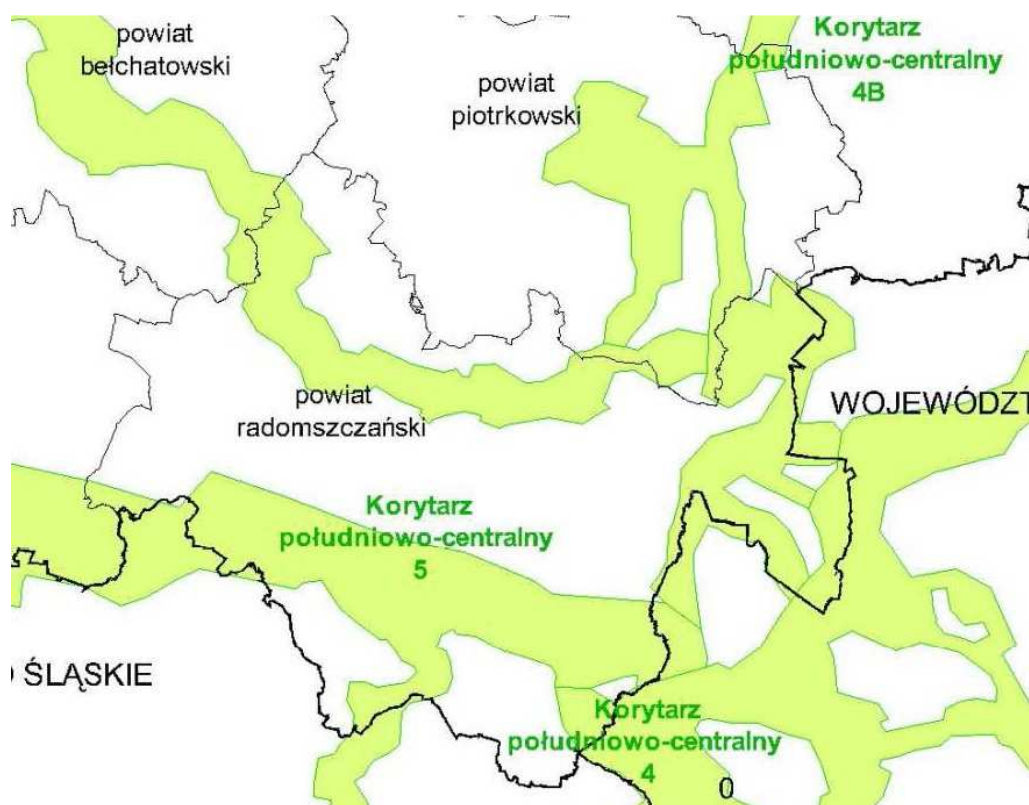 powiat
bełchatowski
Korytarz
południowo-centralny
4B
powiat
piotrkowski
powiat
radomszczański
WOJEWÓDZT
Korytarz
południowo-centralny
5
ŚLĄSKIE
Korytarz
południowo-centralny
4
0